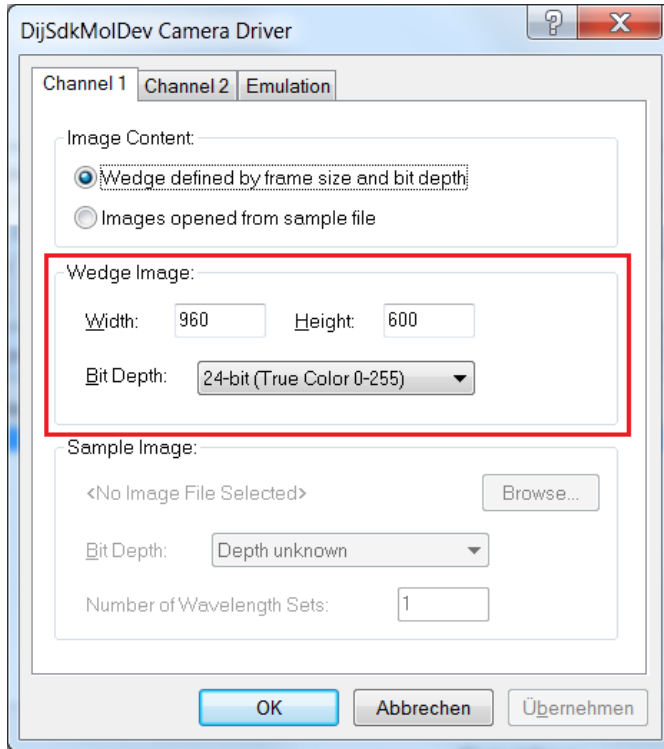 DijSdkMolDev Camera Driver
? X
Channel 1 Channel 2 Emulation
Image Content:
Wedge defined by frame size and bit depth
Images opened from sample file
Wedge Image:
Width: 960 Height: 600
Bit Depth: 24-bit (True Color 0-255)
Sample Image:
<No Image File Selected> Browse...
Bit Depth: Depth unknown
Number of Wavelength Sets: 1
OK Abbrechen Übernehmen